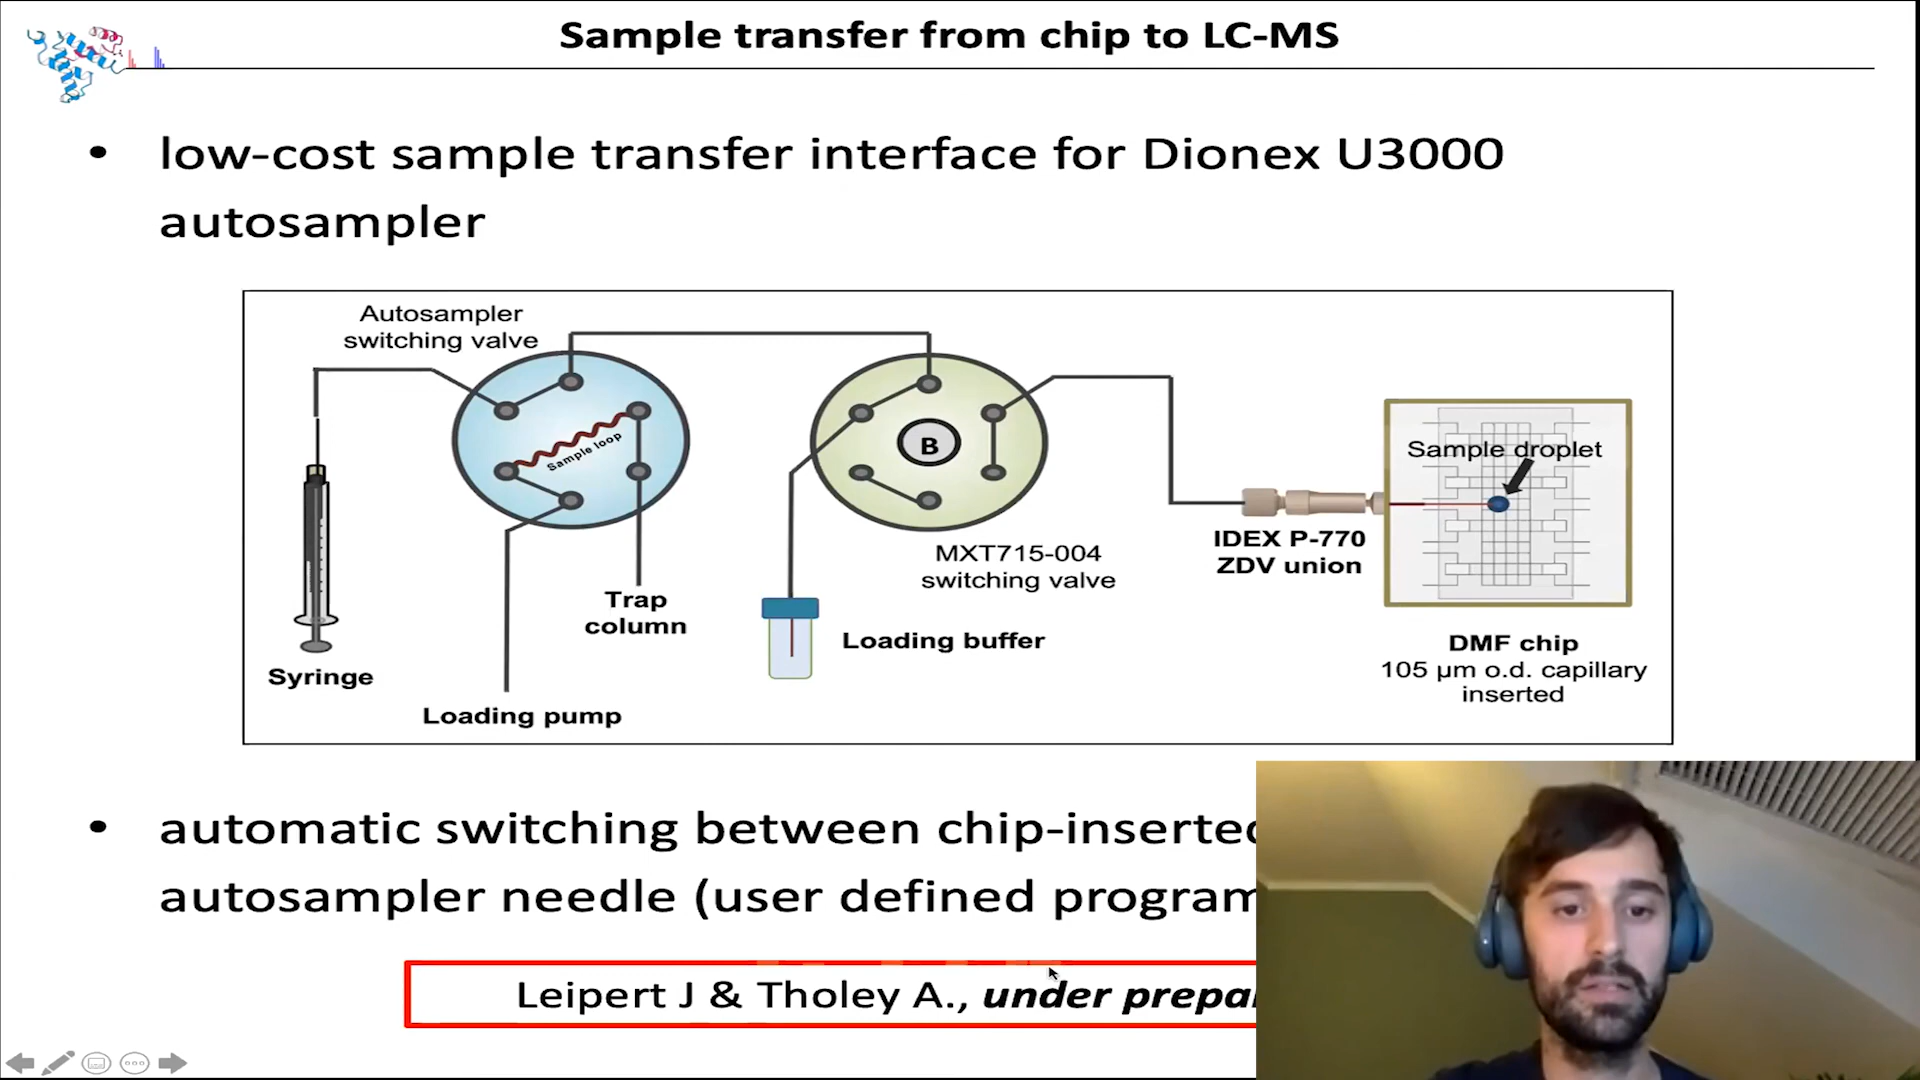 Sample transfer from chip to LC-MS
• low-cost sample transfer interface for Dionex U3000
autosampler
Autosampler
switching valve
Sample loop
B
Sample droplet
IDEX P-770
ZDV union
MXT715-004
switching valve
Trap
column
Loading buffer
DMF chip
105 µm o.d. capillary
inserted
Syringe
Loading pump
• automatic switching between chip-inserted
autosampler needle (user defined program
Leipert J & Tholey A., under prepa